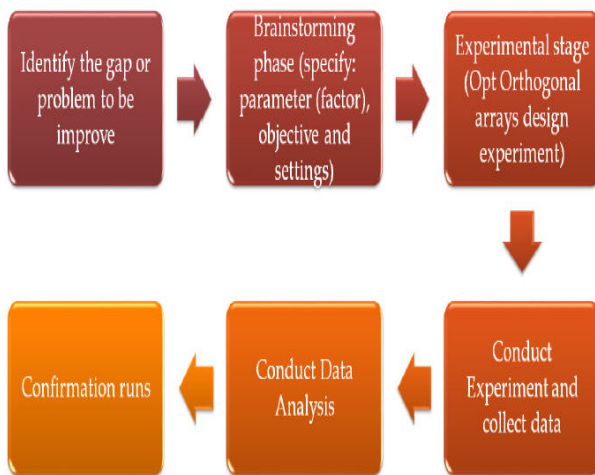 Identify the gap or
problem to be
improve
Brainstorming
phase (specify:
parameter (factor),
objective and
settings)
Experimental stage
(Opt Orthogonal
arrays design
experiment)
Conduct
Experiment and
collect data
Conduct Data
Analysis
Confirmation runs